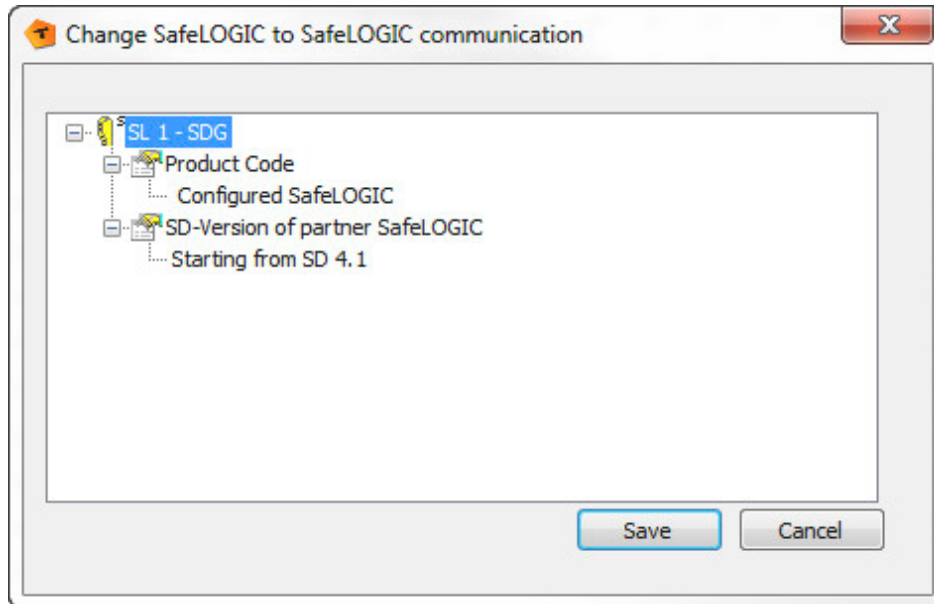 Change SafeLOGIC to SafeLOGIC communication
SL 1 - SDG
Product Code
Configured SafeLOGIC
SD-Version of partner SafeLOGIC
Starting from SD 4.1
Save Cancel